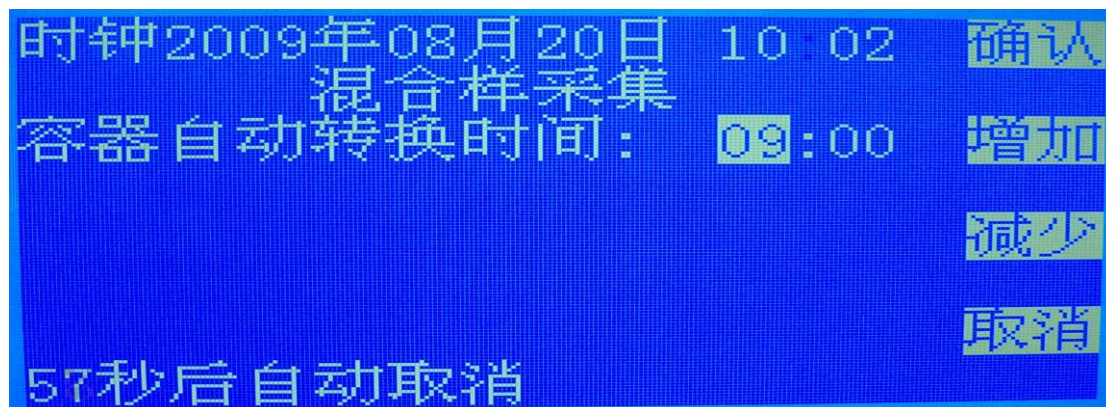 时钟2009年08月20日 10:02 确认
混合样采集
容器自动转换时间: 09:00 增加
减少
取消
57秒后自动取消